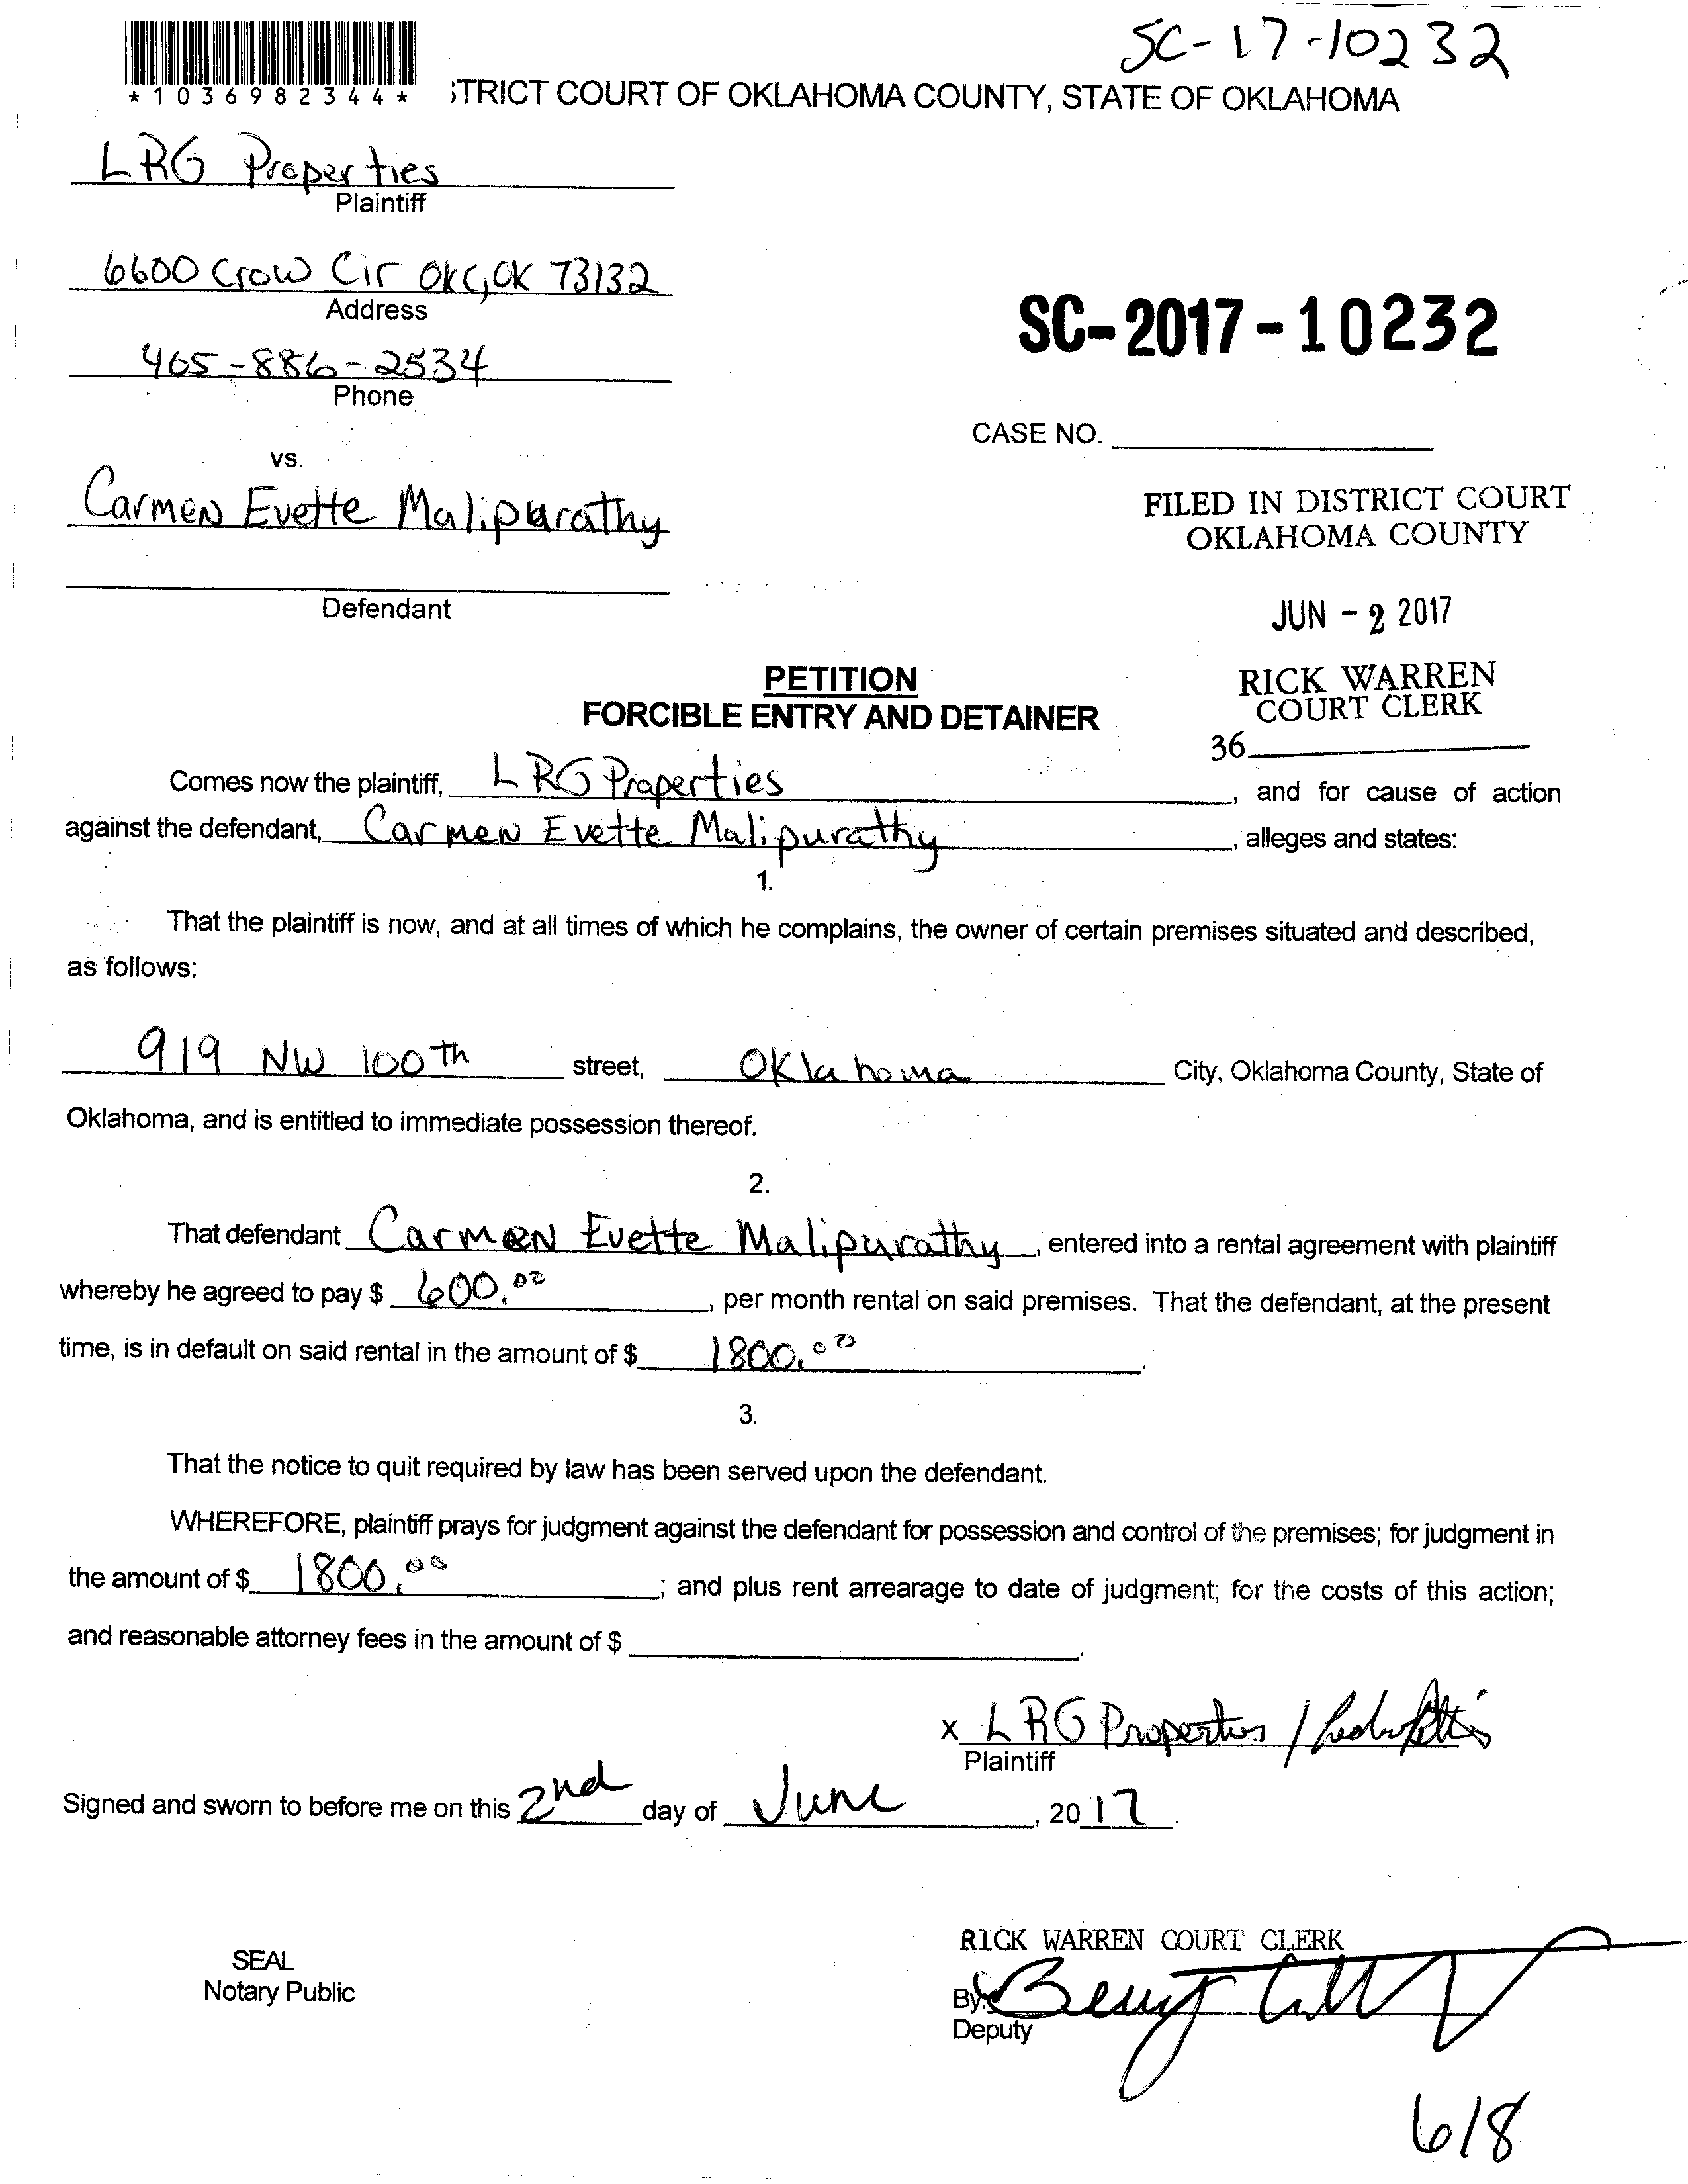 SC-17-10232
*1036982344*
STRICT COURT OF OKLAHOMA COUNTY, STATE OF OKLAHOMA
LRG Properties
Plaintiff
6600 Crow Cir OKC, OK 73132
Address
405-886-2534
Phone
SC-2017-10232
CASE NO.
vs.
Carmen Evette Malipurathy
Defendant
FILED IN DISTRICT COURT
OKLAHOMA COUNTY
JUN - 2 2017
RICK WARREN
COURT CLERK
36
PETITION
FORCIBLE ENTRY AND DETAINER
Comes now the plaintiff, LRG Properties, and for cause of action
against the defendant, Carmen Evette Malipurathy, alleges and states:
1.
That the plaintiff is now, and at all times of which he complains, the owner of certain premises situated and described,
as follows:
919 NW 100th street, Oklahoma City, Oklahoma County, State of
Oklahoma, and is entitled to immediate possession thereof.
2.
That defendant Carmen Evette Malipurathy, entered into a rental agreement with plaintiff
whereby he agreed to pay $ 600.00, per month rental on said premises. That the defendant, at the present
time, is in default on said rental in the amount of $ 1800.00.
3.
That the notice to quit required by law has been served upon the defendant.
WHEREFORE, plaintiff prays for judgment against the defendant for possession and control of the premises; for judgment in
the amount of $ 1800.00; and plus rent arrearage to date of judgment; for the costs of this action;
and reasonable attorney fees in the amount of $ .
x LRG Properties /
Plaintiff
Signed and sworn to before me on this 2nd day of June, 2017.
SEAL
Notary Public
RICK WARREN COURT CLERK
By:
Deputy
6/8